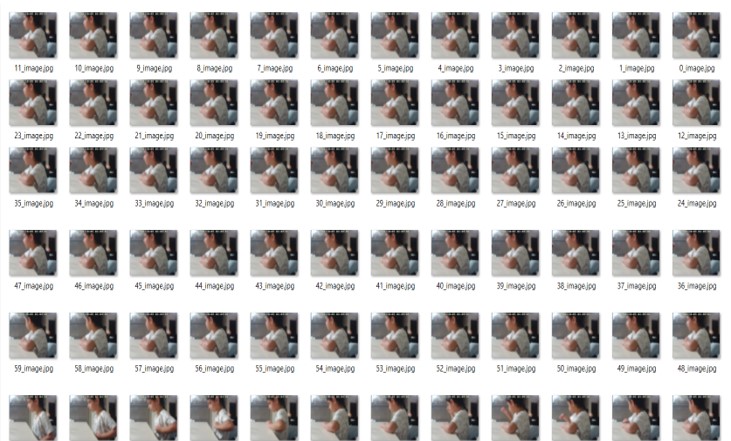 11_image.jpg 10_image.jpg 9_image.jpg 8_image.jpg 7_image.jpg 6_image.jpg 5_image.jpg 4_image.jpg 3_image.jpg 2_image.jpg 1_image.jpg 0_image.jpg
23_image.jpg 22_image.jpg 21_image.jpg 20_image.jpg 19_image.jpg 18_image.jpg 17_image.jpg 16_image.jpg 15_image.jpg 14_image.jpg 13_image.jpg 12_image.jpg
35_image.jpg 34_image.jpg 33_image.jpg 32_image.jpg 31_image.jpg 30_image.jpg 29_image.jpg 28_image.jpg 27_image.jpg 26_image.jpg 25_image.jpg 24_image.jpg
47_image.jpg 46_image.jpg 45_image.jpg 44_image.jpg 43_image.jpg 42_image.jpg 41_image.jpg 40_image.jpg 39_image.jpg 38_image.jpg 37_image.jpg 36_image.jpg
59_image.jpg 58_image.jpg 57_image.jpg 56_image.jpg 55_image.jpg 54_image.jpg 53_image.jpg 52_image.jpg 51_image.jpg 50_image.jpg 49_image.jpg 48_image.jpg